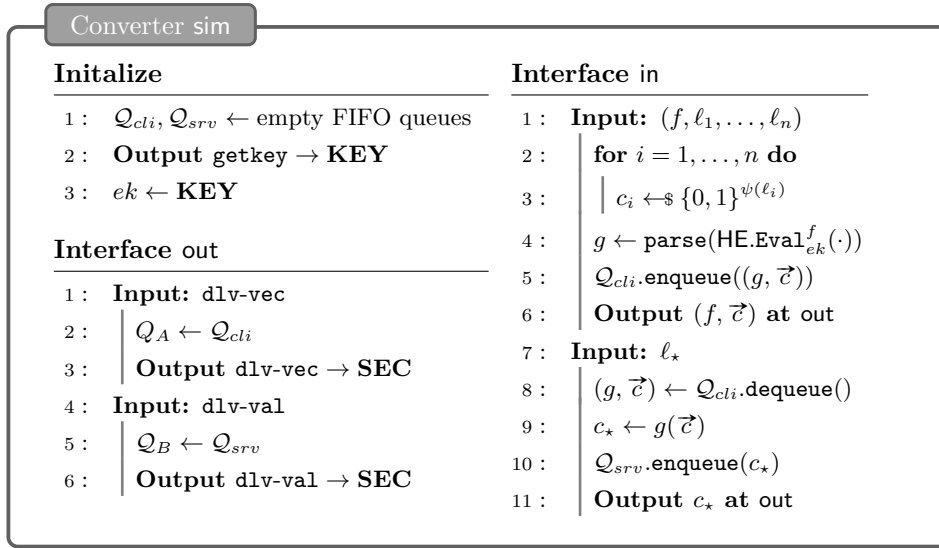 Converter sim
Initalize
1 : 𝒬_cli, 𝒬_srv ← empty FIFO queues
2 : Output getkey → KEY
3 : ek ← KEY
Interface out
1 : Input: dlv-vec
2 : Q_A ← 𝒬_cli
3 : Output dlv-vec → SEC
4 : Input: dlv-val
5 : 𝒬_B ← 𝒬_srv
6 : Output dlv-val → SEC
Interface in
1 : Input: (f, ℓ_1, . . . , ℓ_n)
2 : for i = 1, . . . , n do
3 : c_i ←$ {0, 1}^{ψ(ℓ_i)}
4 : g ← parse(HE.Eval^f_{ek}(·))
5 : 𝒬_cli.enqueue((g, c⃗))
6 : Output (f, c⃗) at out
7 : Input: ℓ_⋆
8 : (g, c⃗) ← 𝒬_cli.dequeue()
9 : c_⋆ ← g(c⃗)
10 : 𝒬_srv.enqueue(c_⋆)
11 : Output c_⋆ at out